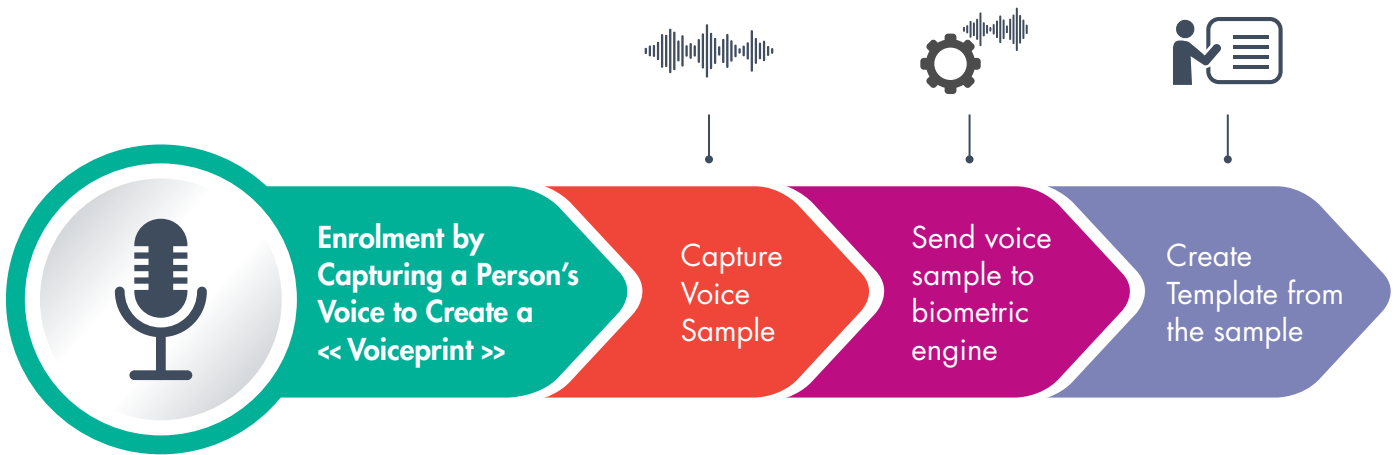 Enrolment by
Capturing a Person's
Voice to Create a
<< Voiceprint >>
Capture
Voice
Sample
Send voice
sample to
biometric
engine
Create
Template from
the sample